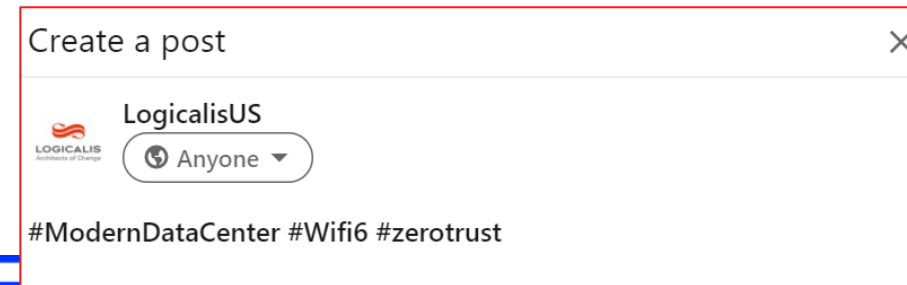 Create a post
LogicalisUS
LOGICALIS
Architects of Change
Anyone
#ModernDataCenter #Wifi6 #zerotrust